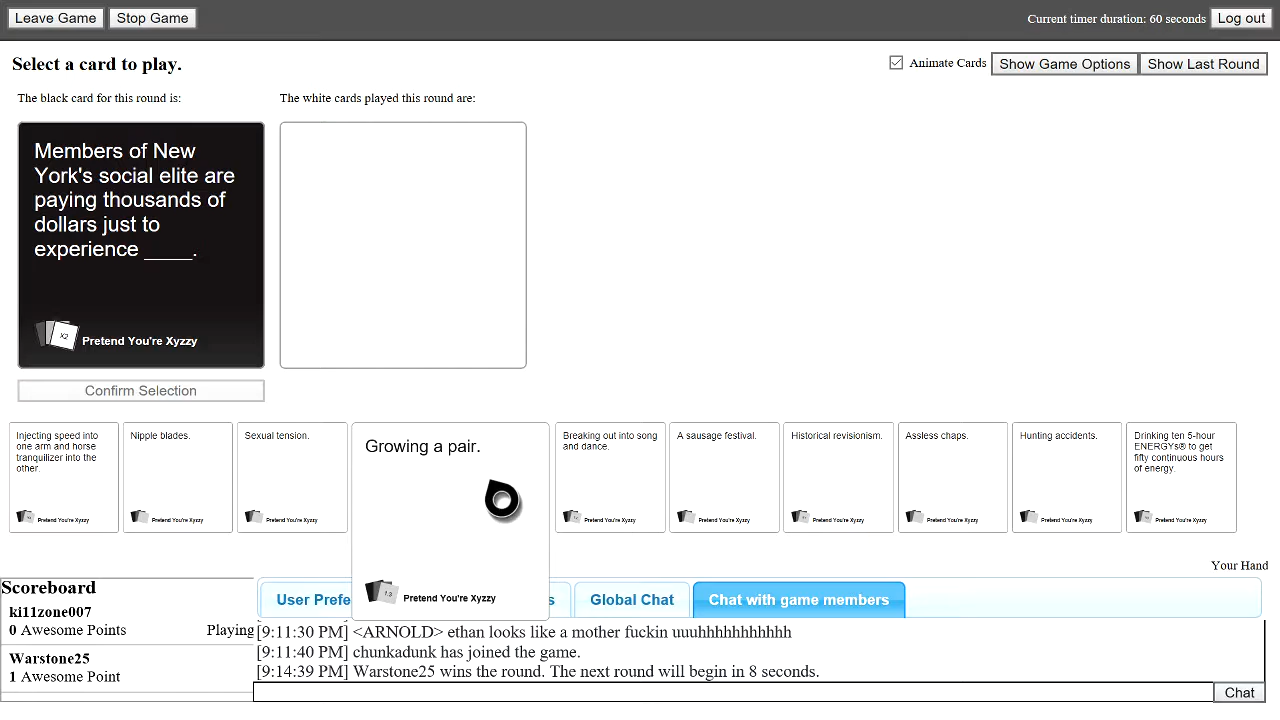 Leave Game
Stop Game
Current timer duration: 60 seconds
Log out
Select a card to play.
Animate Cards
Show Game Options
Show Last Round
The black card for this round is:
The white cards played this round are:
Members of New
York's social elite are
paying thousands of
dollars just to
experience _____.
X2
Pretend You're Xyzzy
Confirm Selection
Injecting speed into
one arm and horse
tranquilizer into the
other.
Pretend You're Xyzzy
Nipple blades.
Pretend You're Xyzzy
Sexual tension.
Pretend You're Xyzzy
Growing a pair.
1.3
Pretend You're Xyzzy
Breaking out into song
and dance.
Pretend You're Xyzzy
A sausage festival.
Pretend You're Xyzzy
Historical revisionism.
Pretend You're Xyzzy
Assless chaps.
Pretend You're Xyzzy
Hunting accidents.
Pretend You're Xyzzy
Drinking ten 5-hour
ENERGYs® to get
fifty continuous hours
of energy.
Pretend You're Xyzzy
Your Hand
Scoreboard
ki11zone007
0 Awesome Points
Playing
Warstone25
1 Awesome Point
User Prefe
s
Global Chat
Chat with game members
[9:11:30 PM] <ARNOLD> ethan looks like a mother fuckin uuuhhhhhhhhhhh
[9:11:40 PM] chunkadunk has joined the game.
[9:14:39 PM] Warstone25 wins the round. The next round will begin in 8 seconds.
Chat